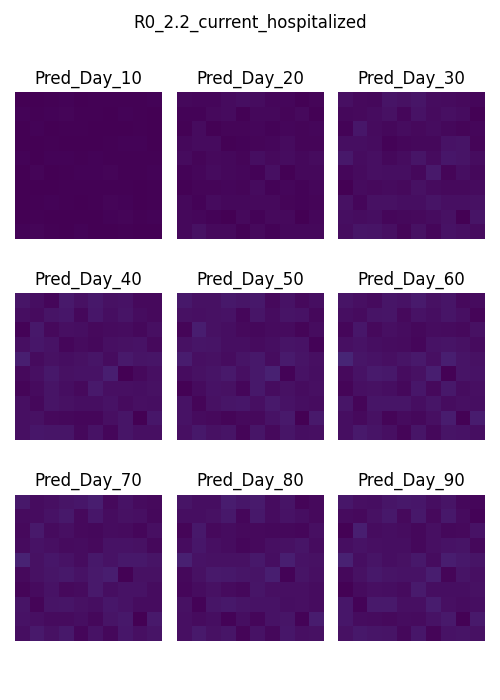 R0_2.2_current_hospitalized
Pred_Day_10 Pred_Day_20 Pred_Day_30
Pred_Day_40 Pred_Day_50 Pred_Day_60
Pred_Day_70 Pred_Day_80 Pred_Day_90